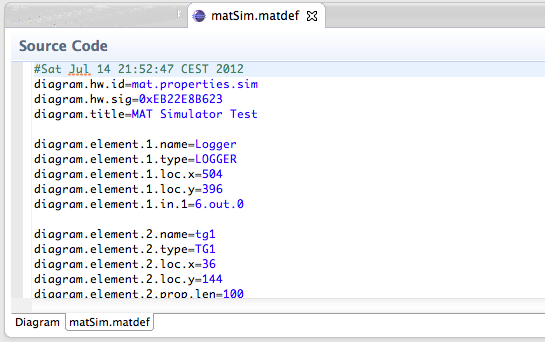 matSim.matdef
Source Code
#Sat Jul 14 21:52:47 CEST 2012
diagram.hw.id=mat.properties.sim
diagram.hw.sig=0xEB22E8B623
diagram.title=MAT Simulator Test
diagram.element.1.name=Logger
diagram.element.1.type=LOGGER
diagram.element.1.loc.x=504
diagram.element.1.loc.y=396
diagram.element.1.in.1=6.out.0
diagram.element.2.name=tg1
diagram.element.2.type=TG1
diagram.element.2.loc.x=36
diagram.element.2.loc.y=144
diagram.element.2.prop.len=100
Diagram matSim.matdef